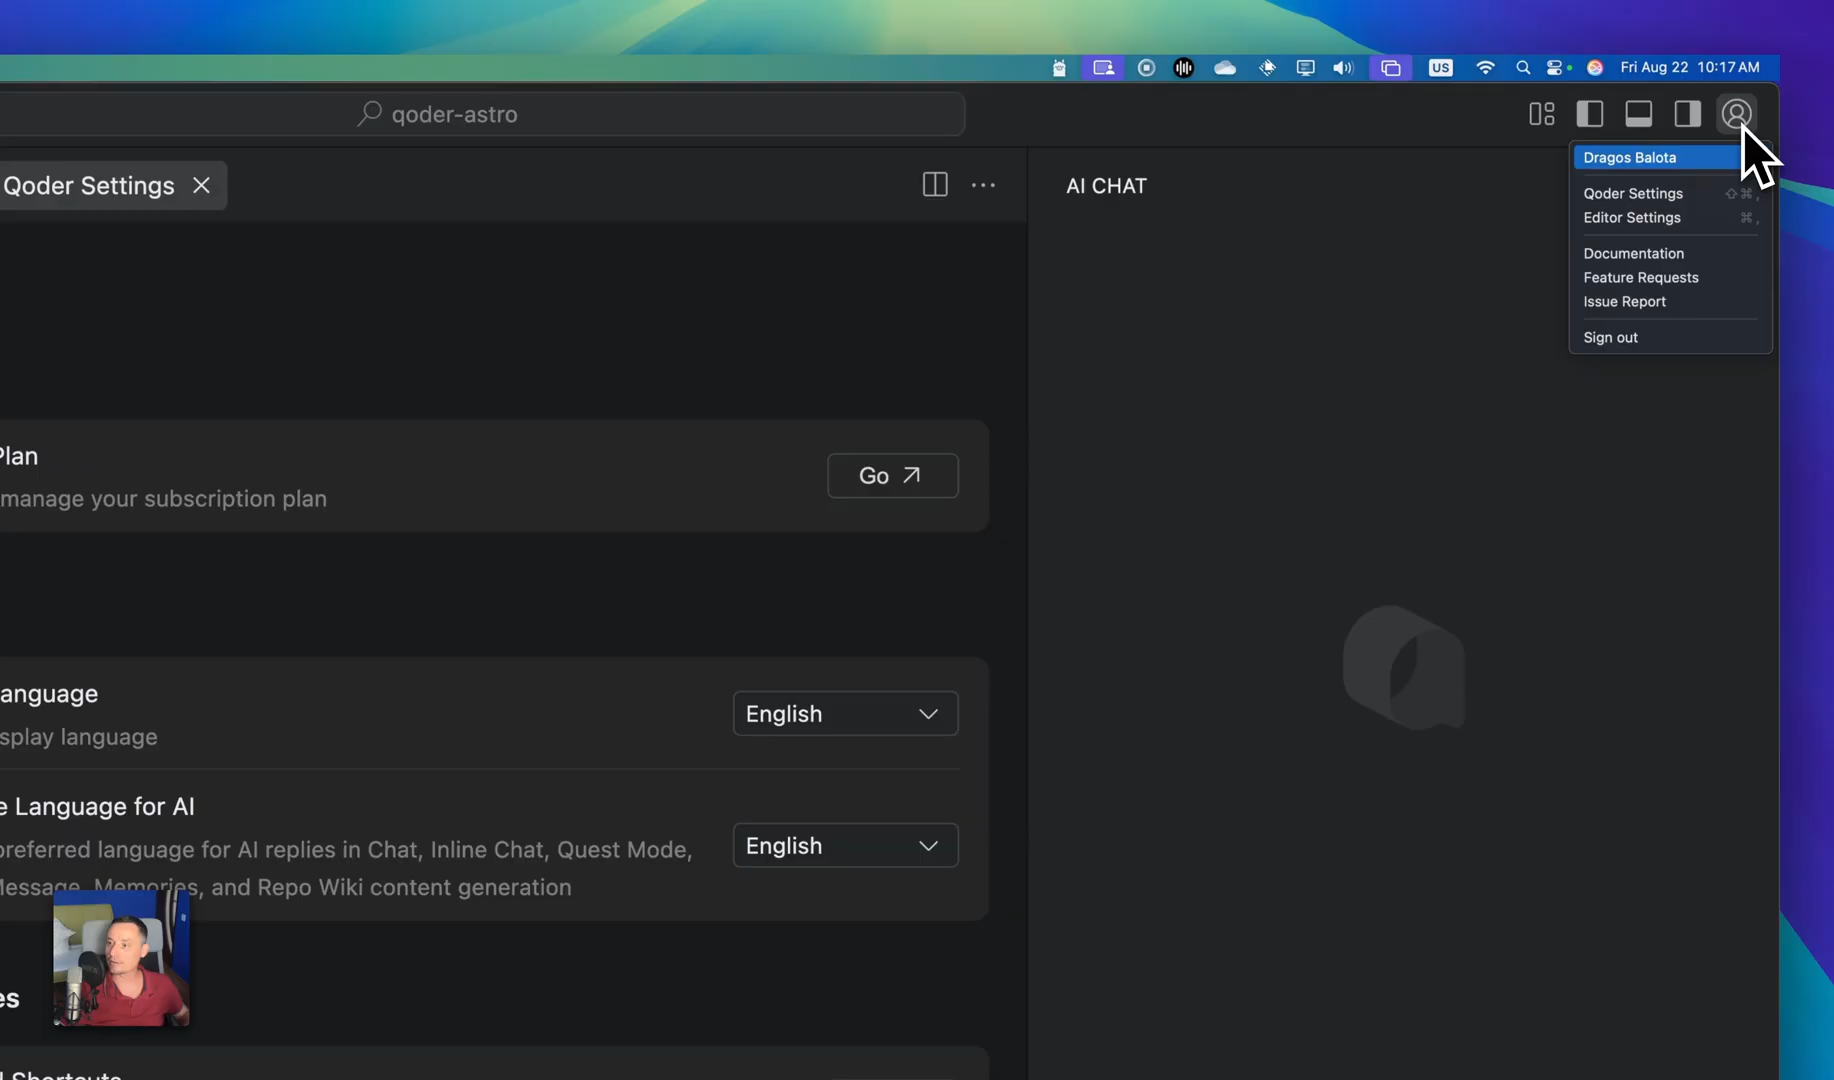 US
Fri Aug 22 10:17 AM
qoder-astro
Qoder Settings
AI CHAT
Dragos Balota
Qoder Settings ⇧⌘,
Editor Settings ⌘,
Documentation
Feature Requests
Issue Report
Sign out
Plan
manage your subscription plan
Go
anguage
splay language
English
e Language for AI
preferred language for AI replies in Chat, Inline Chat, Quest Mode,
Message, Memories, and Repo Wiki content generation
English
es
l Shortcuts